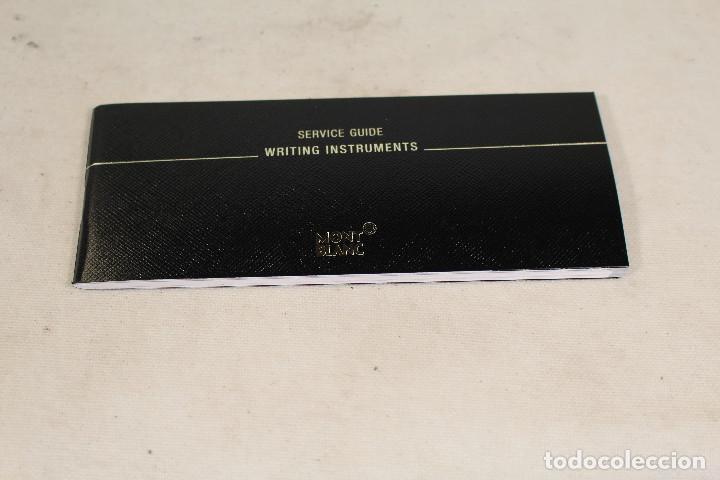 SERVICE GUIDE
WRITING INSTRUMENTS
MONT
BLANC
todocoleccion